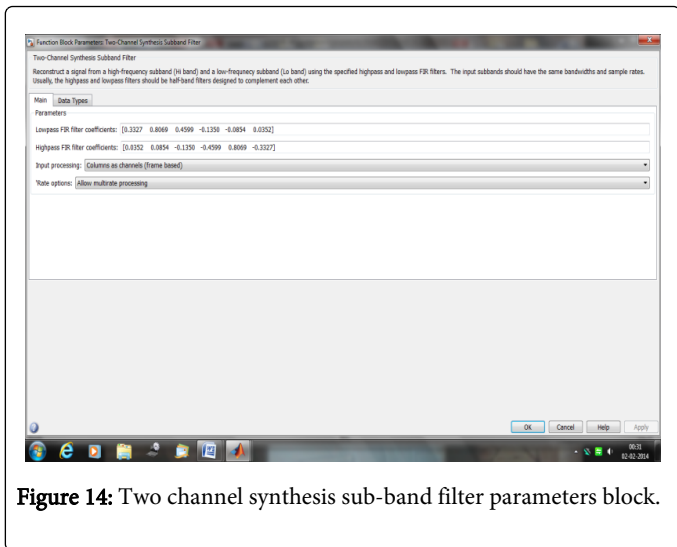 Function Block Parameters: Two-Channel Synthesis Subband Filter
Two-Channel Synthesis Subband Filter
Reconstruct a signal from a high-frequency subband (Hi band) and a low-frequnecy subband (Lo band) using the specified highpass and lowpass FIR filters. The input subbands should have the same bandwidths and sample rates.
Usually, the highpass and lowpass filters should be half-band filters designed to complement each other.
Main Data Types
Parameters
Lowpass FIR filter coefficients: [0.3327 0.8069 0.4599 -0.1350 -0.0854 0.0352]
Highpass FIR filter coefficients: [0.0352 0.0854 -0.1350 -0.4599 0.8069 -0.3327]
Input processing: Columns as channels (frame based)
'Rate options: Allow multirate processing
OK Cancel Help Apply
00:31
02-02-2014
Figure 14: Two channel synthesis sub-band filter parameters block.